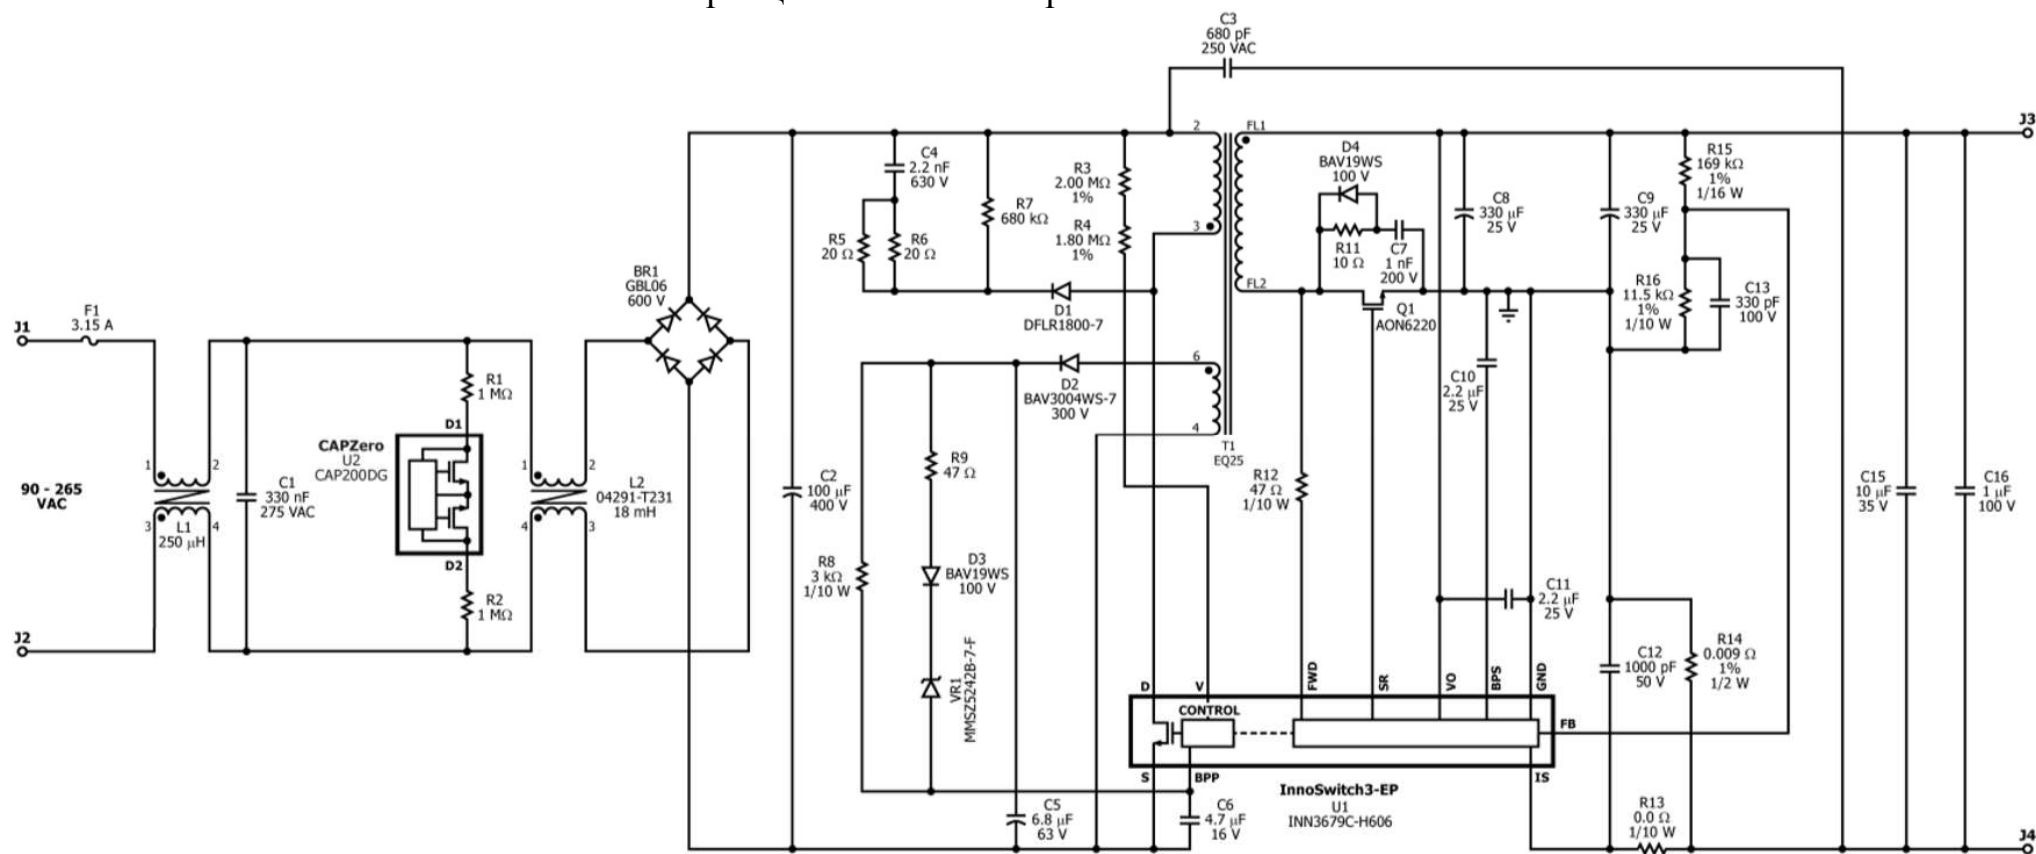 C3
680 pF
250 VAC
J3
2
FL1
C4
2.2 nF
630 V
R3
2.00 MΩ
1%
D4
BAV19WS
100 V
R15
169 kΩ
1%
1/16 W
R7
680 kΩ
C8
330 µF
25 V
C9
330 µF
25 V
R5
20 Ω
R6
20 Ω
R4
1.80 MΩ
1%
3
R11
10 Ω
C7
1 nF
200 V
BR1
GBL06
600 V
FL2
R16
11.5 kΩ
1%
1/10 W
C13
330 pF
100 V
D1
DFLR1800-7
Q1
AON6220
F1
3.15 A
J1
6
D2
BAV3004WS-7
300 V
C10
2.2 µF
25 V
R1
1 MΩ
D1
CAPZero
U2
CAP200DG
4
T1
EQ25
1
2
1
2
R9
47 Ω
90 - 265
VAC
C1
330 nF
275 VAC
L2
04291-T231
18 mH
C2
100 µF
400 V
R12
47 Ω
1/10 W
C15
10 µF
35 V
C16
1 µF
100 V
3
L1
250 µH
4
4
3
D2
R8
3 kΩ
1/10 W
D3
BAV19WS
100 V
C11
2.2 µF
25 V
R2
1 MΩ
J2
VR1
MMSZ5242B-7-F
C12
1000 pF
50 V
R14
0.009 Ω
1%
1/2 W
D
V
FWD
SR
VO
BPS
GND
CONTROL
FB
S
BPP
IS
InnoSwitch3-EP
U1
INN3679C-H606
C5
6.8 µF
63 V
C6
4.7 µF
16 V
R13
0.0 Ω
1/10 W
J4